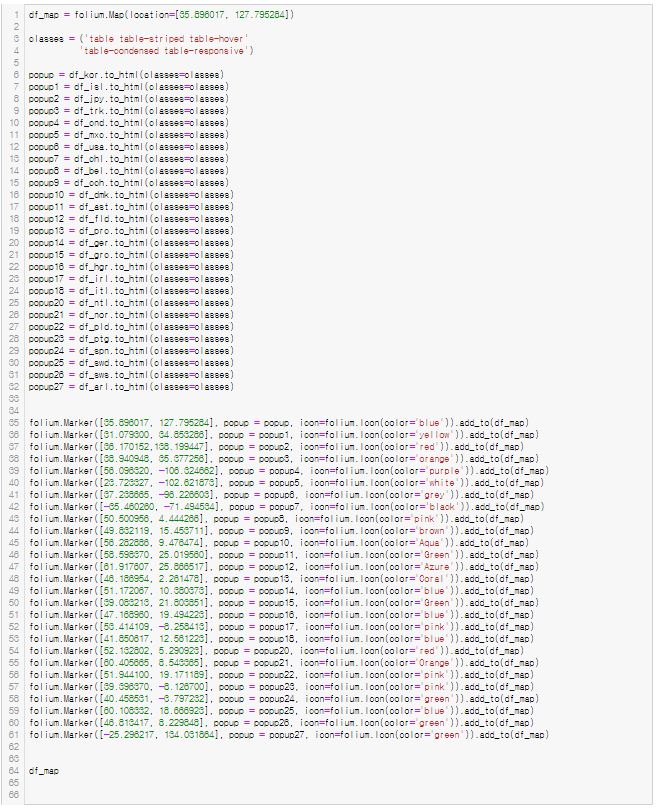 1 df_map = folium.Map(location=[35.896017, 127.795284])
2
3 classes = ('table table-striped table-hover'
4 'table-condensed table-responsive')
5
6 popup = df_kor.to_html(classes=classes)
7 popup1 = df_isl.to_html(classes=classes)
8 popup2 = df_jpy.to_html(classes=classes)
9 popup3 = df_trk.to_html(classes=classes)
10 popup4 = df_cnd.to_html(classes=classes)
11 popup5 = df_mxc.to_html(classes=classes)
12 popup6 = df_usa.to_html(classes=classes)
13 popup7 = df_chl.to_html(classes=classes)
14 popup8 = df_bel.to_html(classes=classes)
15 popup9 = df_cch.to_html(classes=classes)
16 popup10 = df_dmk.to_html(classes=classes)
17 popup11 = df_ast.to_html(classes=classes)
18 popup12 = df_fld.to_html(classes=classes)
19 popup13 = df_prc.to_html(classes=classes)
20 popup14 = df_ger.to_html(classes=classes)
21 popup15 = df_grc.to_html(classes=classes)
22 popup16 = df_hgr.to_html(classes=classes)
23 popup17 = df_irl.to_html(classes=classes)
24 popup18 = df_itl.to_html(classes=classes)
25 popup20 = df_ntl.to_html(classes=classes)
26 popup21 = df_nor.to_html(classes=classes)
27 popup22 = df_pld.to_html(classes=classes)
28 popup23 = df_ptg.to_html(classes=classes)
29 popup24 = df_spn.to_html(classes=classes)
30 popup25 = df_swd.to_html(classes=classes)
31 popup26 = df_sws.to_html(classes=classes)
32 popup27 = df_arl.to_html(classes=classes)
33
34
35 folium.Marker([35.896017, 127.795284], popup = popup, icon=folium.Icon(color='blue')).add_to(df_map)
36 folium.Marker([31.079300, 34.853286], popup = popup1, icon=folium.Icon(color='yellow')).add_to(df_map)
37 folium.Marker([36.170152,138.199447], popup = popup2, icon=folium.Icon(color='red')).add_to(df_map)
38 folium.Marker([38.940948, 35.377256], popup = popup3, icon=folium.Icon(color='orange')).add_to(df_map)
39 folium.Marker([56.096320, -106.324662], popup = popup4, icon=folium.Icon(color='purple')).add_to(df_map)
40 folium.Marker([23.723327, -102.621873], popup = popup5, icon=folium.Icon(color='white')).add_to(df_map)
41 folium.Marker([37.238665, -96.226603], popup = popup6, icon=folium.Icon(color='grey')).add_to(df_map)
42 folium.Marker([-35.460260, -71.494534], popup = popup7, icon=folium.Icon(color='black')).add_to(df_map)
43 folium.Marker([50.500956, 4.444266], popup = popup8, icon=folium.Icon(color='pink')).add_to(df_map)
44 folium.Marker([49.832119, 15.453711], popup = popup9, icon=folium.Icon(color='brown')).add_to(df_map)
45 folium.Marker([56.282886, 9.476474], popup = popup10, icon=folium.Icon(color='Aqua')).add_to(df_map)
46 folium.Marker([58.598370, 25.019560], popup = popup11, icon=folium.Icon(color='Green')).add_to(df_map)
47 folium.Marker([61.917607, 25.866517], popup = popup12, icon=folium.Icon(color='Azure')).add_to(df_map)
48 folium.Marker([46.186954, 2.261478], popup = popup13, icon=folium.Icon(color='Coral')).add_to(df_map)
49 folium.Marker([51.172067, 10.380373], popup = popup14, icon=folium.Icon(color='blue')).add_to(df_map)
50 folium.Marker([39.083213, 21.803851], popup = popup15, icon=folium.Icon(color='Green')).add_to(df_map)
51 folium.Marker([47.168960, 19.494223], popup = popup16, icon=folium.Icon(color='blue')).add_to(df_map)
52 folium.Marker([53.414109, -8.258413], popup = popup17, icon=folium.Icon(color='pink')).add_to(df_map)
53 folium.Marker([41.850617, 12.581223], popup = popup18, icon=folium.Icon(color='blue')).add_to(df_map)
54 folium.Marker([52.132802, 5.290923], popup = popup20, icon=folium.Icon(color='red')).add_to(df_map)
55 folium.Marker([60.405665, 8.543365], popup = popup21, icon=folium.Icon(color='Orange')).add_to(df_map)
56 folium.Marker([51.944100, 19.171189], popup = popup22, icon=folium.Icon(color='pink')).add_to(df_map)
57 folium.Marker([39.396370, -8.126700], popup = popup23, icon=folium.Icon(color='pink')).add_to(df_map)
58 folium.Marker([40.458531, -3.797232], popup = popup24, icon=folium.Icon(color='green')).add_to(df_map)
59 folium.Marker([60.108332, 18.666923], popup = popup25, icon=folium.Icon(color='blue')).add_to(df_map)
60 folium.Marker([46.813417, 8.229848], popup = popup26, icon=folium.Icon(color='green')).add_to(df_map)
61 folium.Marker([-25.296217, 134.031664], popup = popup27, icon=folium.Icon(color='green')).add_to(df_map)
62
63
64 df_map
65
66